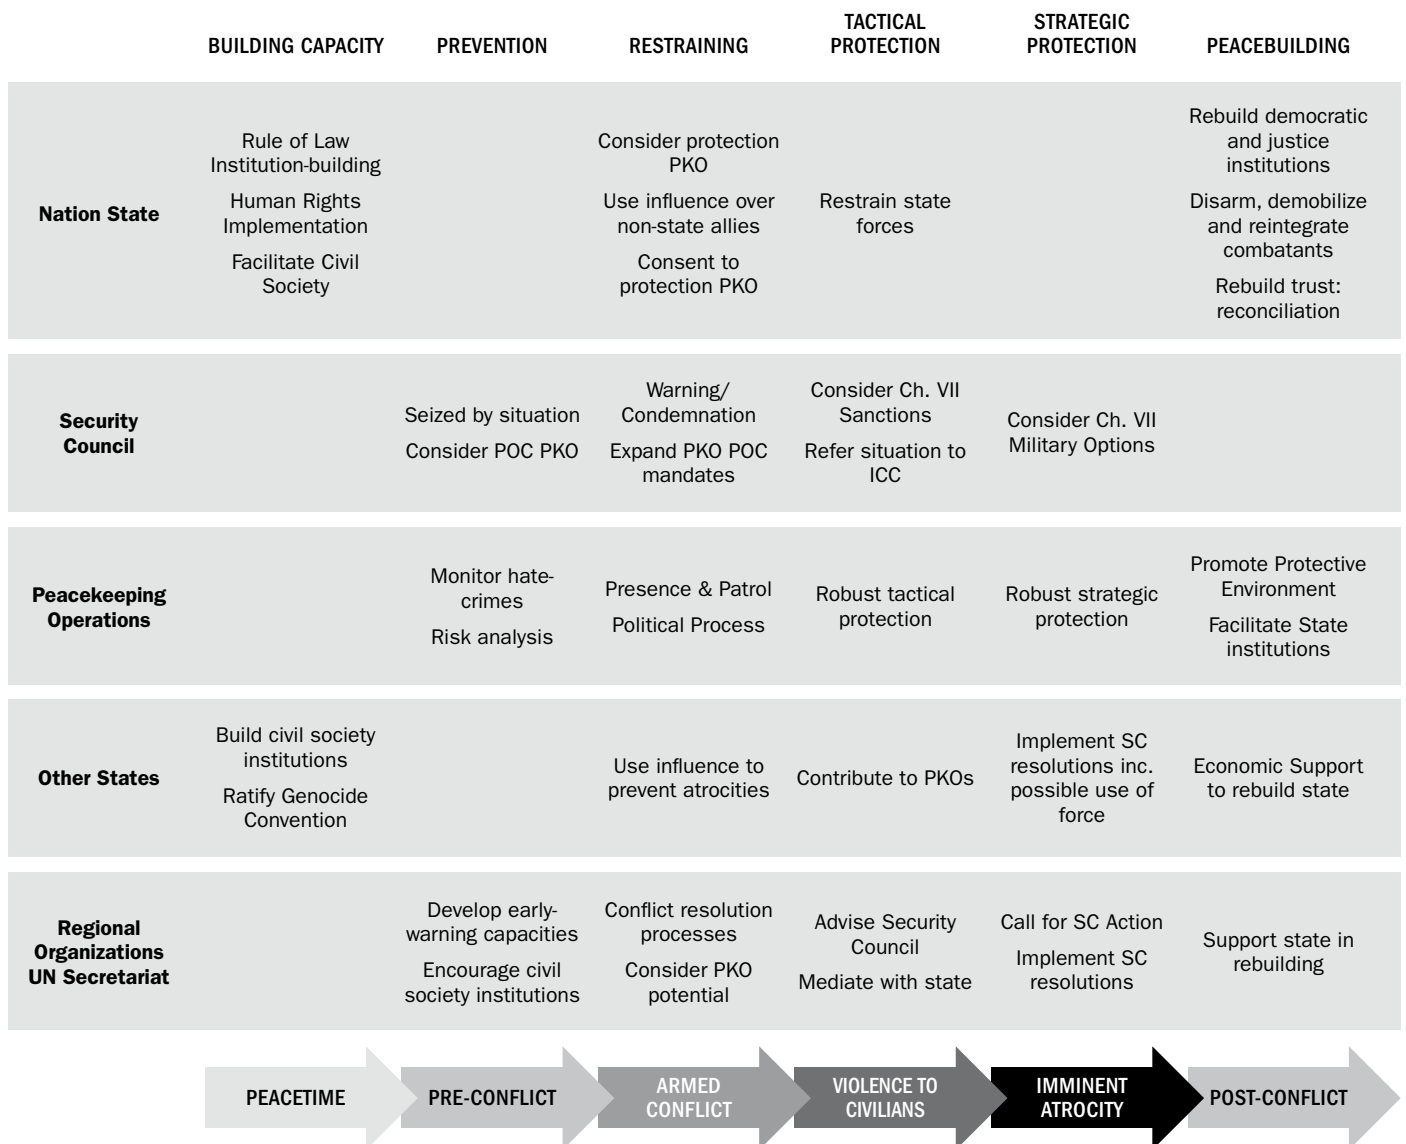 BUILDING CAPACITY
PREVENTION
RESTRAINING
TACTICAL
PROTECTION
STRATEGIC
PROTECTION
PEACEBUILDING
Nation State
Rule of Law
Institution-building
Human Rights
Implementation
Facilitate Civil
Society
Consider protection
PKO
Use influence over
non-state allies
Consent to
protection PKO
Restrain state
forces
Rebuild democratic
and justice
institutions
Disarm, demobilize
and reintegrate
combatants
Rebuild trust:
reconciliation
Security
Council
Seized by situation
Consider POC PKO
Warning/
Condemnation
Expand PKO POC
mandates
Consider Ch. VII
Sanctions
Refer situation to
ICC
Consider Ch. VII
Military Options
Peacekeeping
Operations
Monitor hate-
crimes
Risk analysis
Presence & Patrol
Political Process
Robust tactical
protection
Robust strategic
protection
Promote Protective
Environment
Facilitate State
institutions
Other States
Build civil society
institutions
Ratify Genocide
Convention
Use influence to
prevent atrocities
Contribute to PKOs
Implement SC
resolutions inc.
possible use of
force
Economic Support
to rebuild state
Regional
Organizations
UN Secretariat
Develop early-
warning capacities
Encourage civil
society institutions
Conflict resolution
processes
Consider PKO
potential
Advise Security
Council
Mediate with state
Call for SC Action
Implement SC
resolutions
Support state in
rebuilding
PEACETIME
PRE-CONFLICT
ARMED
CONFLICT
VIOLENCE TO
CIVILIANS
IMMINENT
ATROCITY
POST-CONFLICT